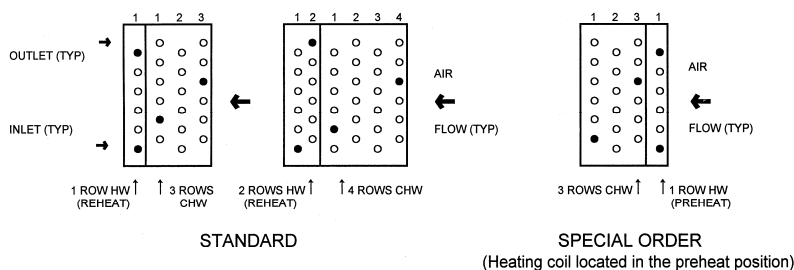 1 1 2 3
1 2 1 2 3 4
1 2 3 1
OUTLET (TYP)
INLET (TYP)
AIR
FLOW (TYP)
AIR
FLOW (TYP)
1 ROW HW
(REHEAT)
3 ROWS
CHW
2 ROWS HW
(REHEAT)
4 ROWS CHW
3 ROWS CHW
1 ROW HW
(PREHEAT)
STANDARD
SPECIAL ORDER
(Heating coil located in the preheat position)